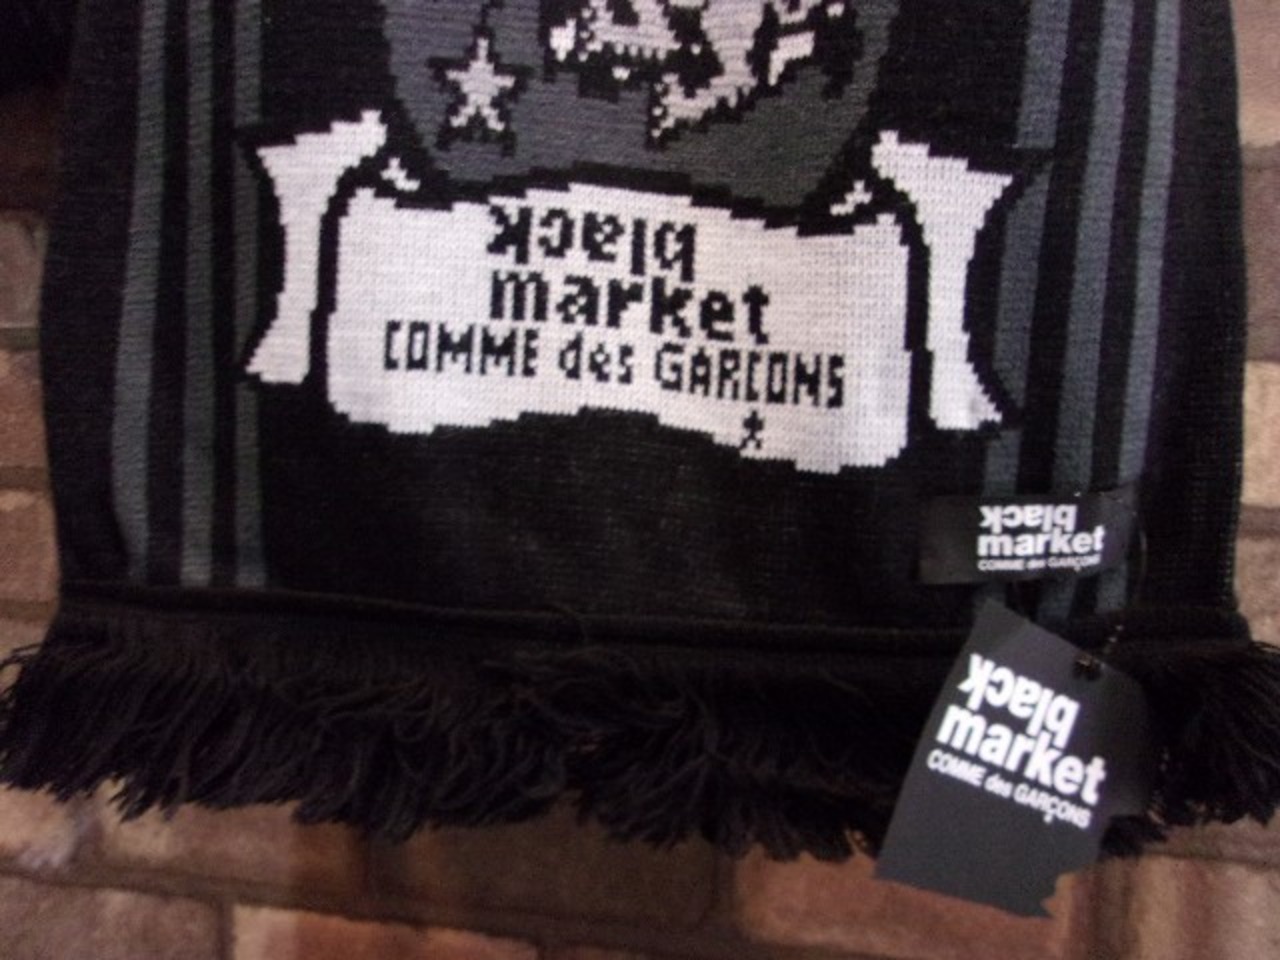 black
market
COMME des GARCONS
black
market
COMME des GARÇONS
black
market
COMME des GARÇONS